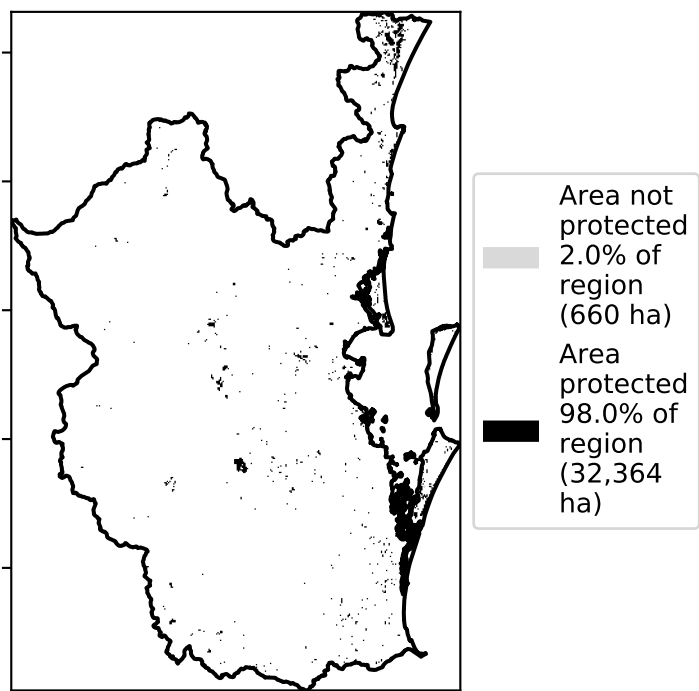 Area not
protected
2.0% of
region
(660 ha)
Area
protected
98.0% of
region
(32,364
ha)